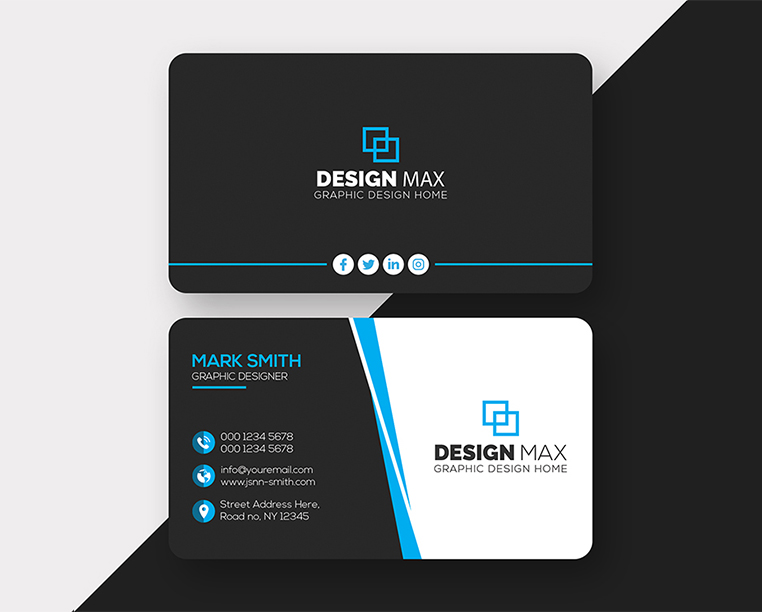 DESIGN MAX
GRAPHIC DESIGN HOME
MARK SMITH
GRAPHIC DESIGNER
000 1234 5678
000 1234 5678
info@youremail.com
www.jsnn-smith.com
Street Address Here,
Road no, NY 12345
DESIGN MAX
GRAPHIC DESIGN HOME